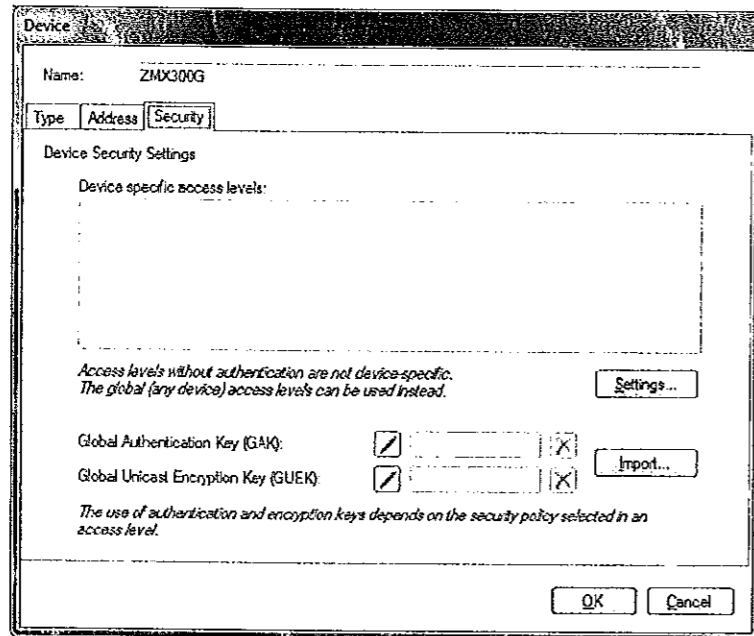 Device
Name: ZMX300G
Type Address Security
Device Security Settings
Device specific access levels:
Access levels without authentication are not device-specific.
The global (any device) access levels can be used instead.
Settings...
Global Authentication Key (GAK):
Import...
Global Unicast Encryption Key (GUEK):
The use of authentication and encryption keys depends on the security policy selected in an
access level.
OK Cancel